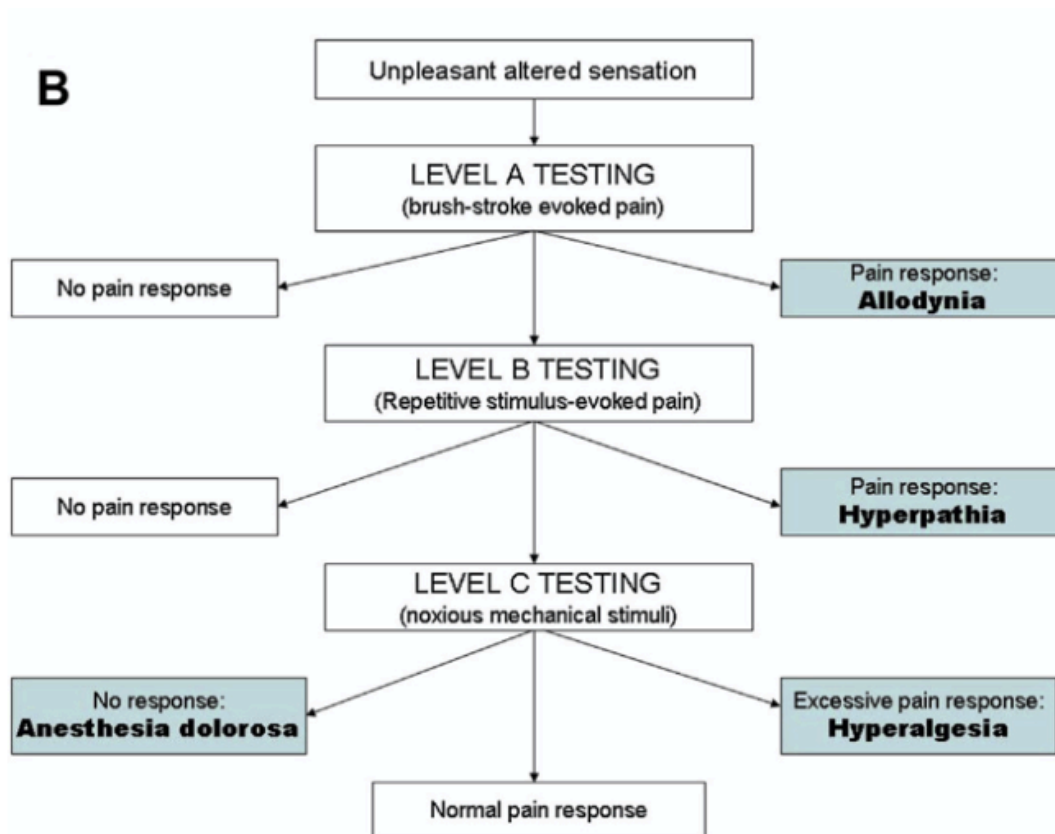 B
Unpleasant altered sensation
LEVEL A TESTING
(brush-stroke evoked pain)
No pain response
Pain response:
Allodynia
LEVEL B TESTING
(Repetitive stimulus-evoked pain)
No pain response
Pain response:
Hyperpathia
LEVEL C TESTING
(noxious mechanical stimuli)
No response:
Anesthesia dolorosa
Excessive pain response:
Hyperalgesia
Normal pain response